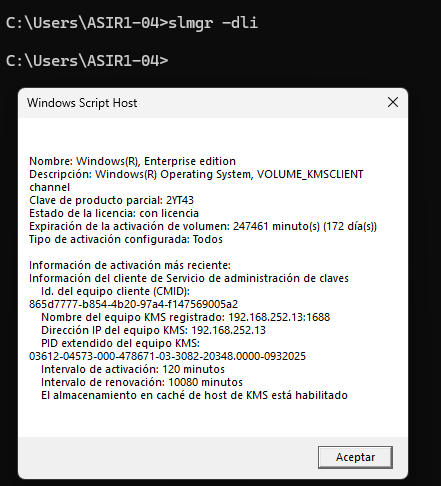 C:\Users\ASIR1-04>slmgr -dli
C:\Users\ASIR1-04>
Windows Script Host
Nombre: Windows(R), Enterprise edition
Descripción: Windows(R) Operating System, VOLUME_KMSCLIENT
channel
Clave de producto parcial: 2YT43
Estado de la licencia: con licencia
Expiración de la activación de volumen: 247461 minuto(s) (172 día(s))
Tipo de activación configurada: Todos
Información de activación más reciente:
Información del cliente de Servicio de administración de claves
Id. del equipo cliente (CMID):
865d7777-b854-4b20-97a4-f147569005a2
Nombre del equipo KMS registrado: 192.168.252.13:1688
Dirección IP del equipo KMS: 192.168.252.13
PID extendido del equipo KMS:
03612-04573-000-478671-03-3082-20348.0000-0932025
Intervalo de activación: 120 minutos
Intervalo de renovación: 10080 minutos
El almacenamiento en caché de host de KMS está habilitado
Aceptar